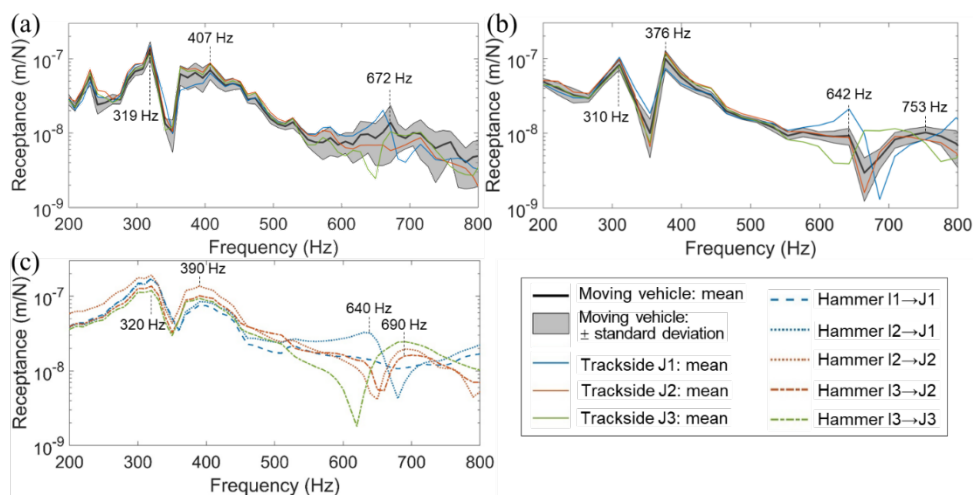 (a)
Receptance (m/N)
10⁻⁷
10⁻⁸
10⁻⁹
319 Hz
407 Hz
672 Hz
200 300 400 500 600 700 800
Frequency (Hz)
(b)
Receptance (m/N)
10⁻⁷
10⁻⁸
10⁻⁹
310 Hz
376 Hz
642 Hz
753 Hz
200 300 400 500 600 700 800
Frequency (Hz)
(c)
Receptance (m/N)
10⁻⁷
10⁻⁸
10⁻⁹
320 Hz
390 Hz
640 Hz
690 Hz
200 300 400 500 600 700 800
Frequency (Hz)
Moving vehicle: mean
Moving vehicle:
± standard deviation
Trackside J1: mean
Trackside J2: mean
Trackside J3: mean
Hammer I1→J1
Hammer I2→J1
Hammer I2→J2
Hammer I3→J2
Hammer I3→J3